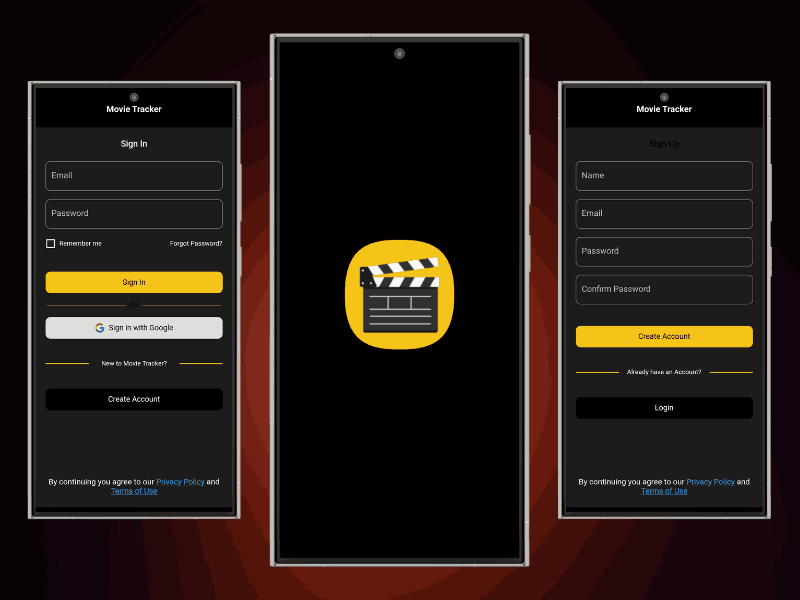 Movie Tracker
Sign In
Email
Password
Remember me
Forgot Password?
Sign In
OR
Sign in with Google
New to Movie Tracker?
Create Account
By continuing you agree to our Privacy Policy and
Terms of Use
Movie Tracker
Sign Up
Name
Email
Password
Confirm Password
Create Account
Already have an Account?
Login
By continuing you agree to our Privacy Policy and
Terms of Use